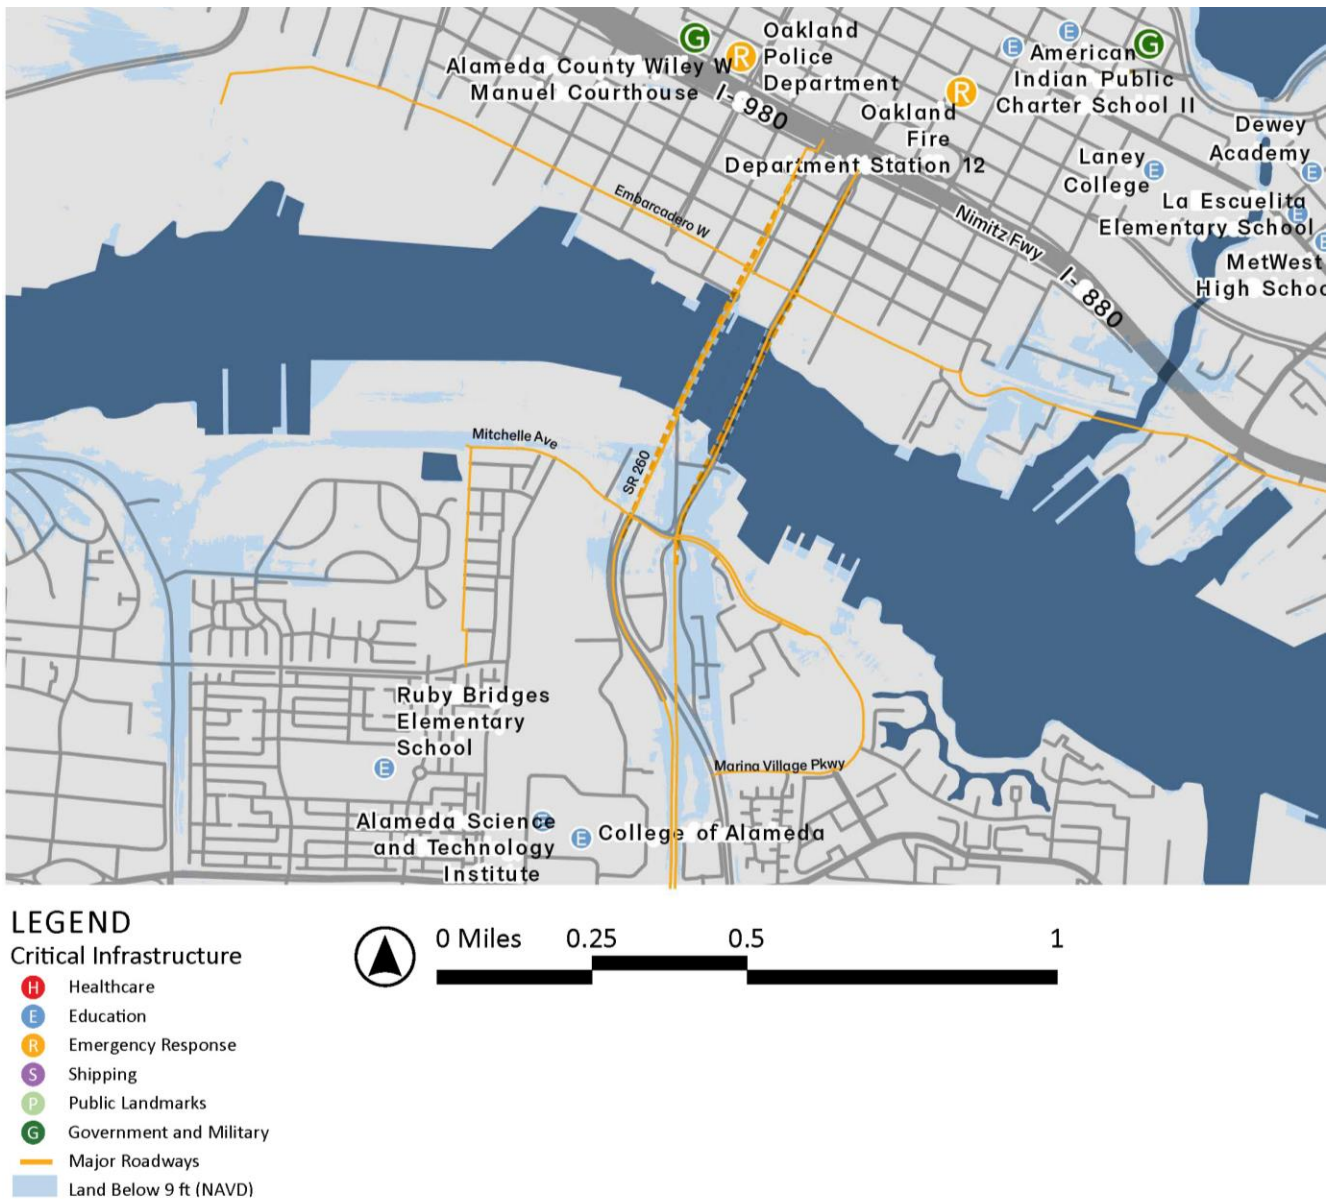 G
R
Oakland
Police
Department
Alameda County Wiley W
Manuel Courthouse
I-980
E
E
American
Indian Public
Charter School II
G
R
Oakland
Fire
Department Station 12
Dewey
Academy
E
Laney
College
E
La Escuelita
Elementary School
E
E
MetWest
High Schoo
Embarcadero W
Nimitz Fwy
I-880
Mitchelle Ave
SR 260
Ruby Bridges
Elementary
School
E
Marina Village Pkwy
Alameda Science
and Technology
Institute
E
E
College of Alameda
LEGEND
Critical Infrastructure
H Healthcare
E Education
R Emergency Response
S Shipping
P Public Landmarks
G Government and Military
Major Roadways
Land Below 9 ft (NAVD)
0 Miles 0.25 0.5 1